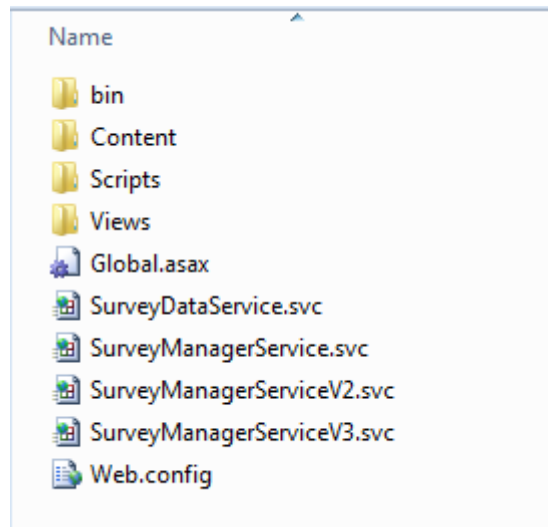 Name
bin
Content
Scripts
Views
Global.asax
SurveyDataService.svc
SurveyManagerService.svc
SurveyManagerServiceV2.svc
SurveyManagerServiceV3.svc
Web.config